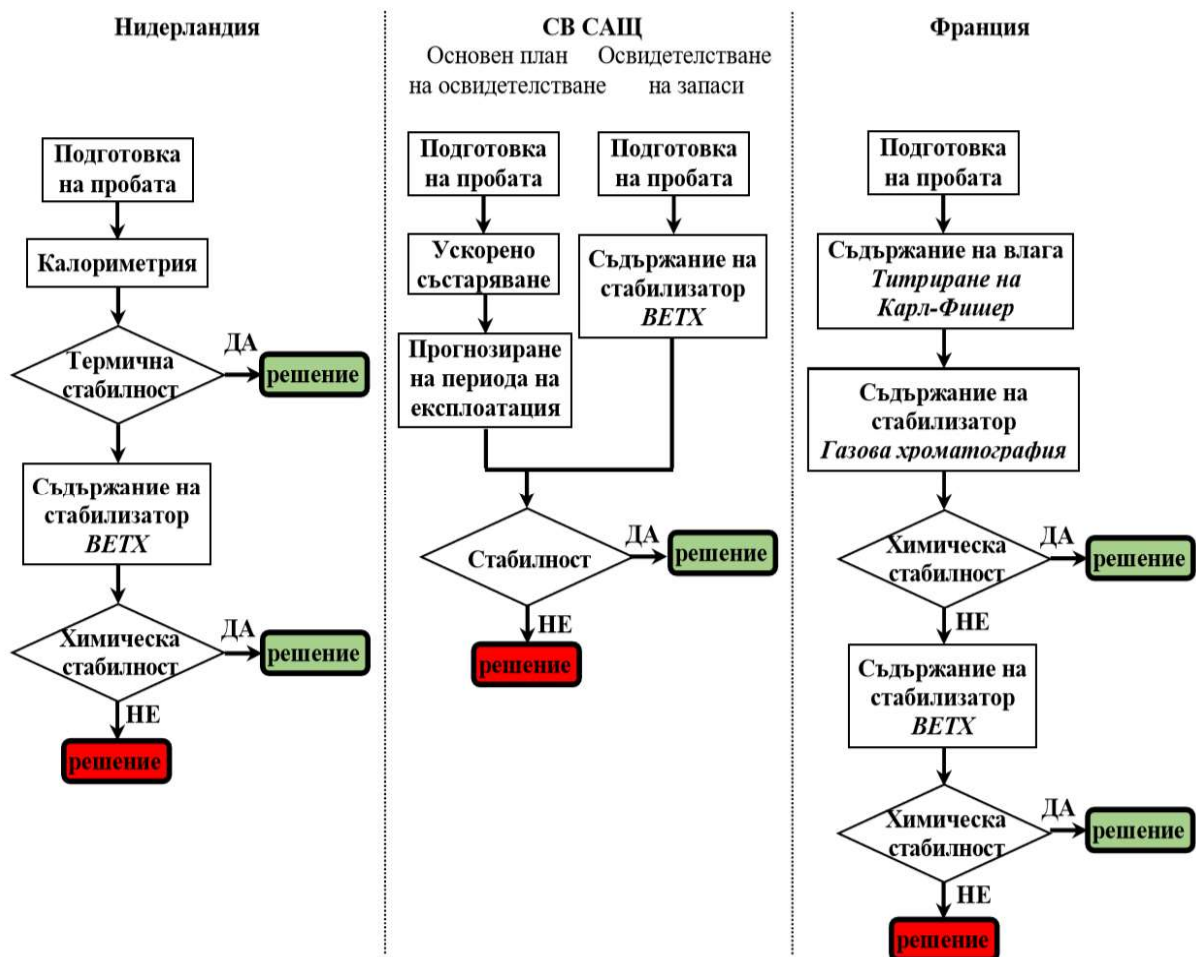 Нидерландия
Подготовка
на пробата
Калориметрия
Термична
стабилност
ДА
решение
Съдържание на
стабилизатор
ВЕТХ
Химическа
стабилност
ДА
решение
НЕ
решение
СВ САЩ
Основен план
на освидетелстване
Освидетелстване
на запаси
Подготовка
на пробата
Ускорено
състаряване
Прогнозиране
на периода на
експлоатация
Подготовка
на пробата
Съдържание на
стабилизатор
ВЕТХ
Стабилност
ДА
решение
НЕ
решение
Франция
Подготовка
на пробата
Съдържание на влага
Титриране на
Карл-Фишер
Съдържание на
стабилизатор
Газова хроматография
Химическа
стабилност
ДА
решение
НЕ
Съдържание на
стабилизатор
ВЕТХ
Химическа
стабилност
ДА
решение
НЕ
решение